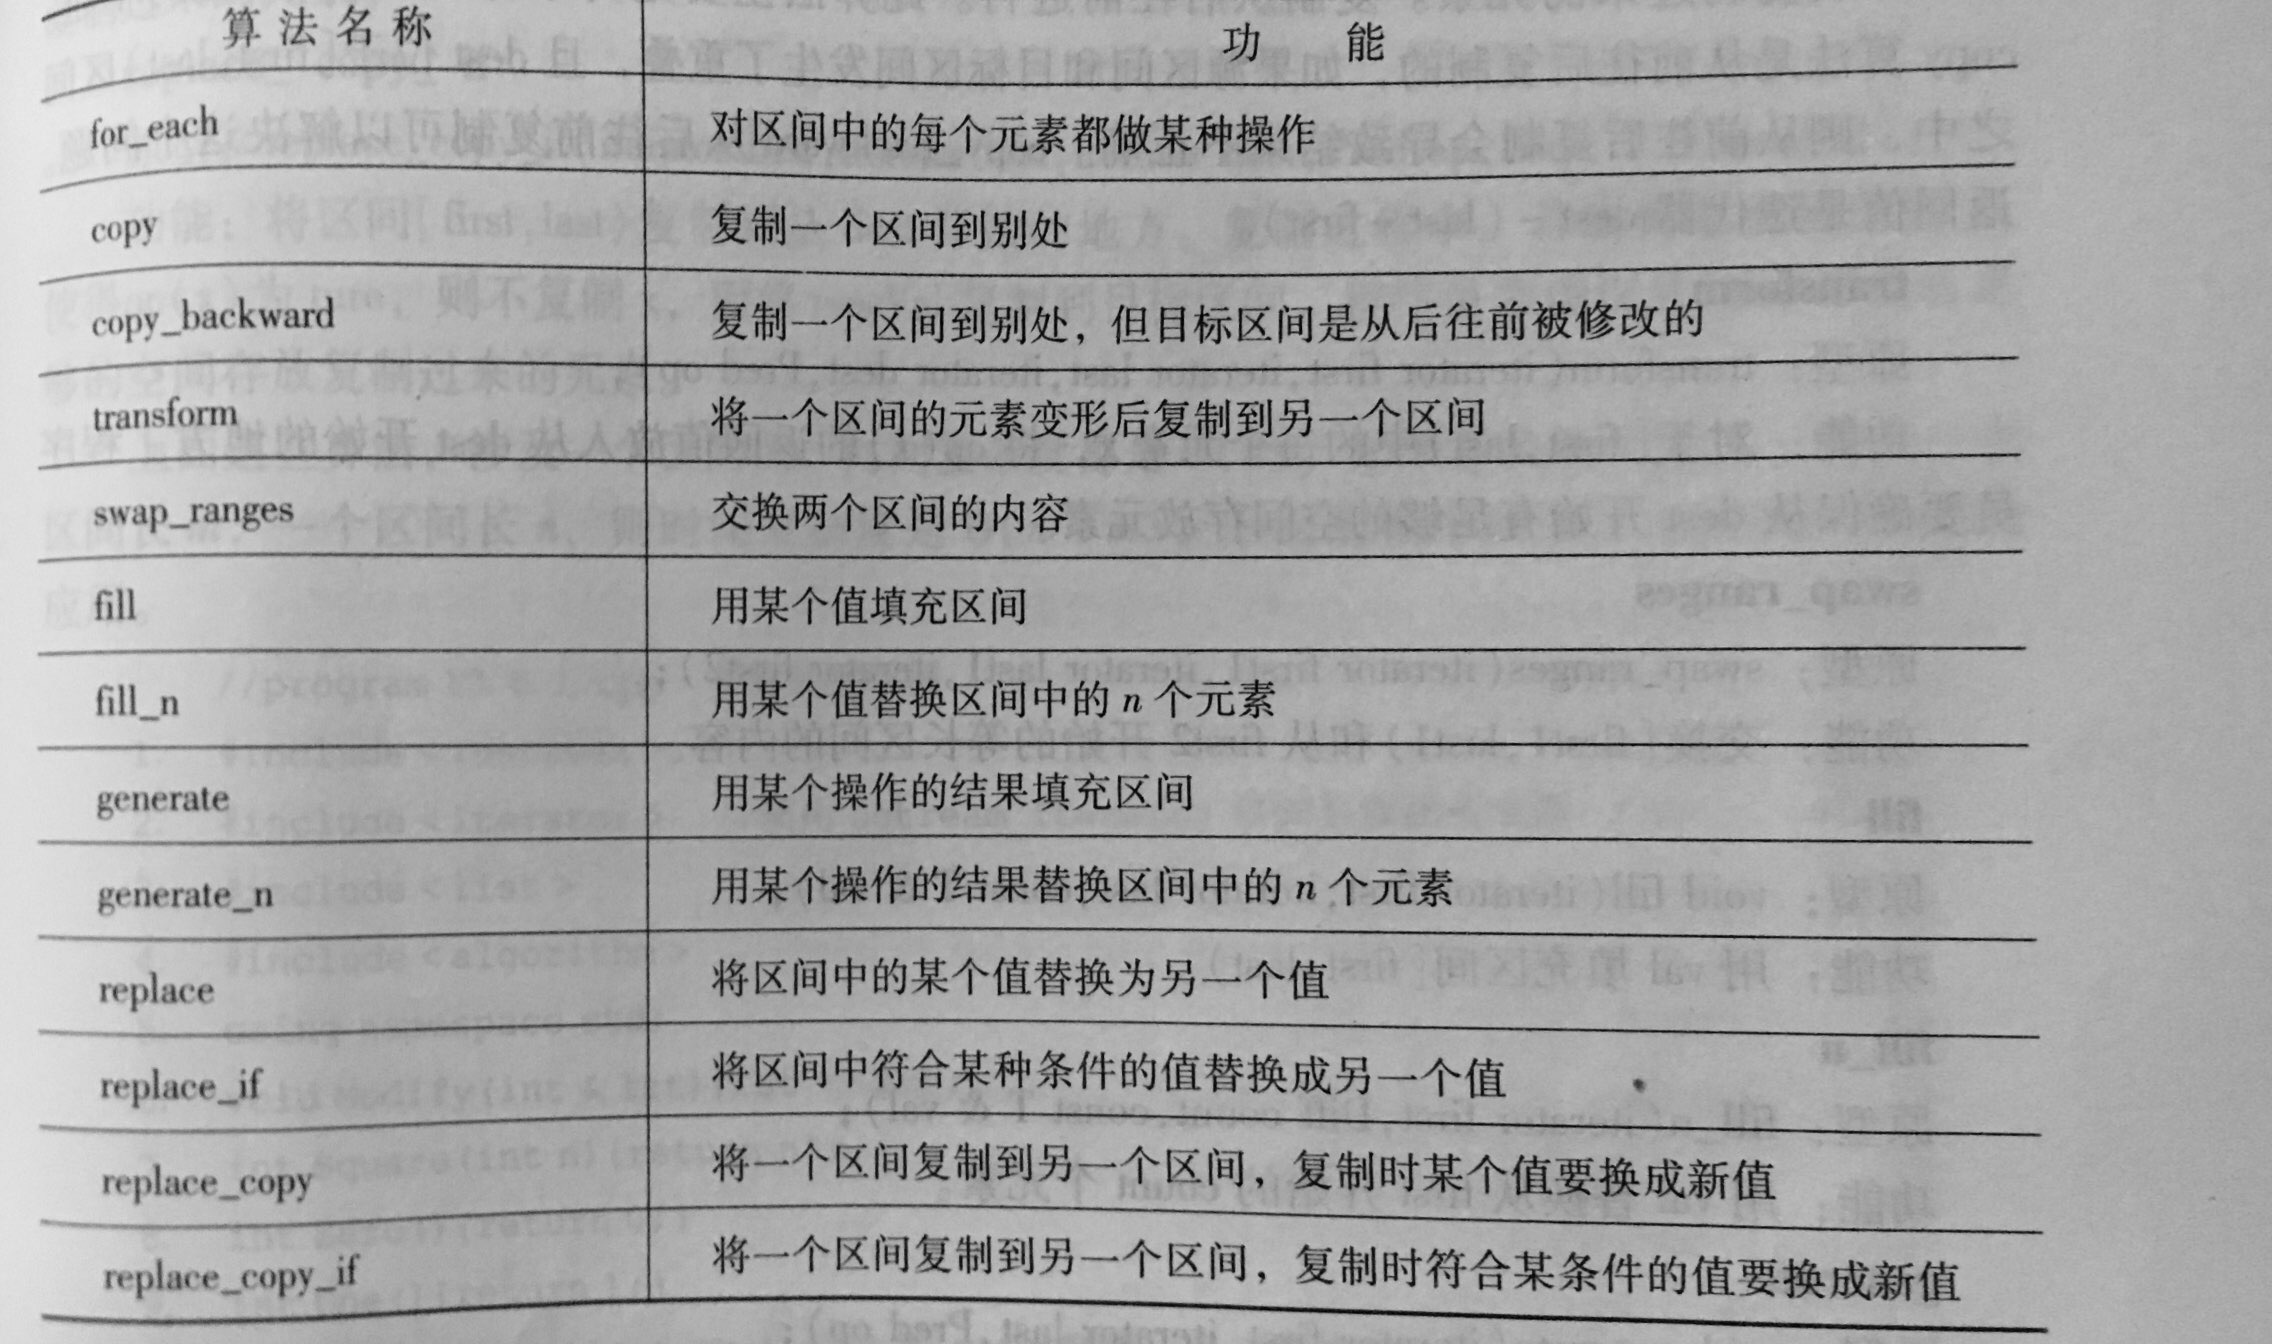 算法名称 功能
for_each 对区间中的每个元素都做某种操作
copy 复制一个区间到别处
copy_backward 复制一个区间到别处，但目标区间是从后往前被修改的
transform 将一个区间的元素变形后复制到另一个区间
swap_ranges 交换两个区间的内容
fill 用某个值填充区间
fill_n 用某个值替换区间中的 n 个元素
generate 用某个操作的结果填充区间
generate_n 用某个操作的结果替换区间中的 n 个元素
replace 将区间中的某个值替换为另一个值
replace_if 将区间中符合某种条件的值替换成另一个值
replace_copy 将一个区间复制到另一个区间，复制时某个值要换成新值
replace_copy_if 将一个区间复制到另一个区间，复制时符合某条件的值要换成新值